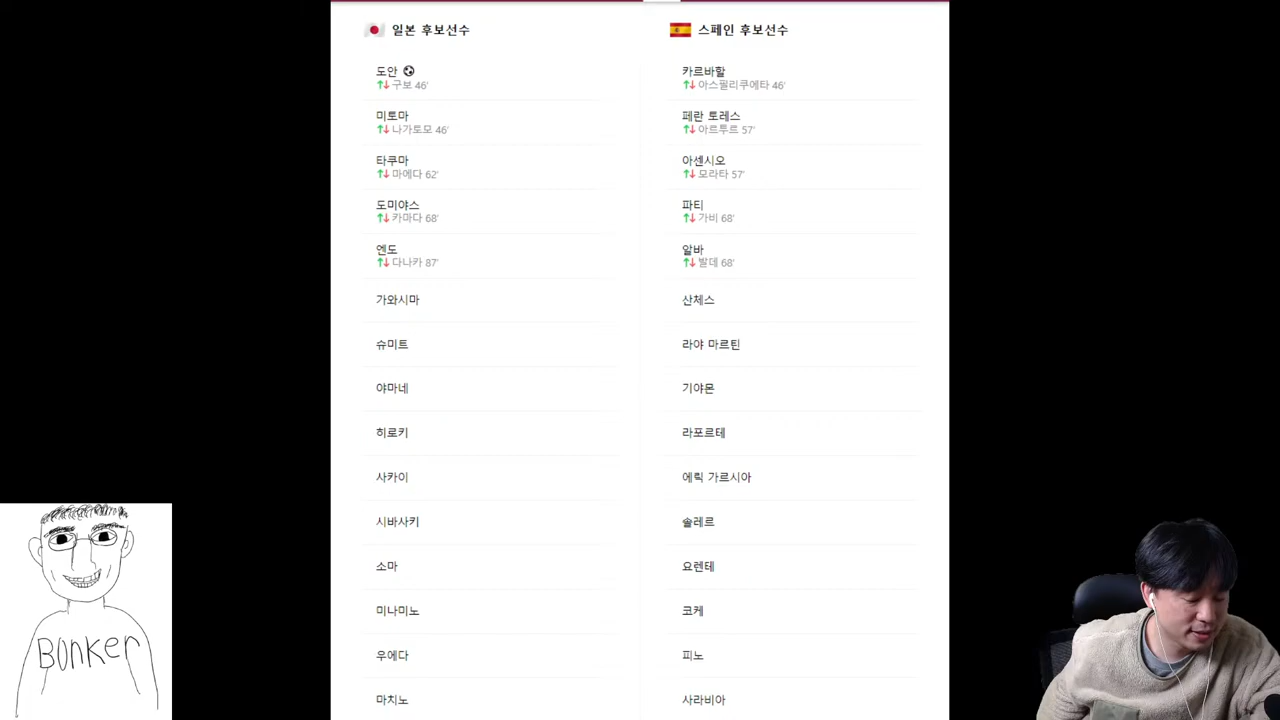 일본 후보선수
도안
구보 46'
미토마
나가토모 46'
타쿠마
마에다 62'
도미야스
카마다 68'
엔도
다나카 87'
가와시마
슈미트
야마네
히로키
사카이
시바사키
소마
미나미노
우에다
마치노
스페인 후보선수
카르바할
아스필리쿠에타 46'
페란 토레스
아르투르 57'
아센시오
모라타 57'
파티
가비 68'
알바
발데 68'
산체스
라야 마르틴
기야몬
라포르테
에릭 가르시아
솔레르
요렌테
코케
피노
사라비아
BONKER